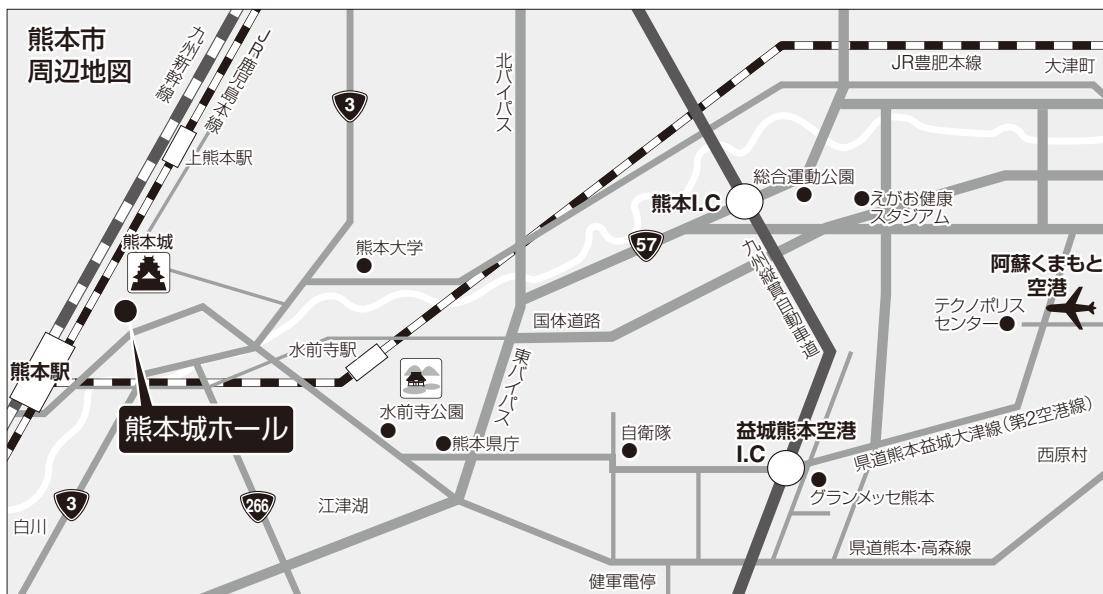 熊本市
周辺地図
九州新幹線
JR鹿児島本線
上熊本駅
3
北バイパス
JR豊肥本線
大津町
総合運動公園
熊本I.C
えがお健康
スタジアム
57
熊本大学
熊本城
九州縦貫自動車道
阿蘇くまもと
空港
テクノポリス
センター
国体道路
水前寺駅
東バイパス
熊本駅
熊本城ホール
水前寺公園
熊本県庁
自衛隊
益城熊本空港
I.C
県道熊本益城大津線(第2空港線)
西原村
グランメッセ熊本
3
266
江津湖
白川
県道熊本・高森線
健軍電停